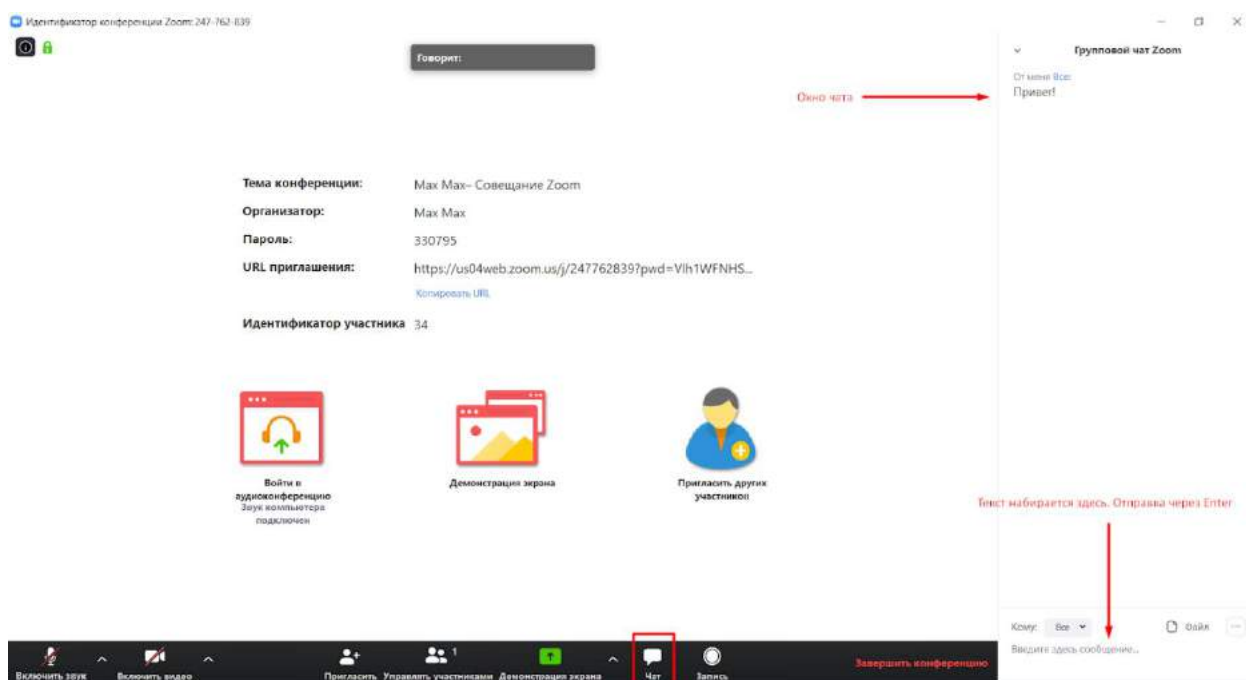 Идентификатор конференции Zoom: 247-762-839
Говорит:
Групповой чат Zoom
От меня Все:
Привет!
Окно чата
Тема конференции: Max Max– Совещание Zoom
Организатор: Max Max
Пароль: 330795
URL приглашения: https://us04web.zoom.us/j/247762839?pwd=Vlh1WFNHS...
Копировать URL
Идентификатор участника 34
Войти в
аудиоконференцию
Звук компьютера
подключен
Демонстрация экрана
Пригласить других
участников
Текст набирается здесь. Отправка через Enter
Кому: Все
Файл
Введите здесь сообщение...
Включить звук
Включить видео
Пригласить
Управлять участниками
1
Демонстрация экрана
Чат
Запись
Завершить конференцию